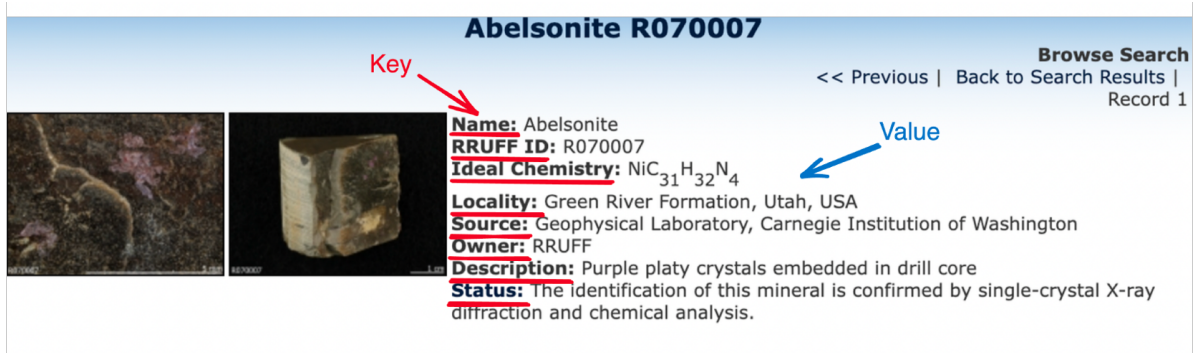 Abelsonite R070007
Browse Search
<< Previous | Back to Search Results |
Record 1
Key
Value
Name: Abelsonite
RRUFF ID: R070007
Ideal Chemistry: NiC₃₁H₃₂N₄
Locality: Green River Formation, Utah, USA
Source: Geophysical Laboratory, Carnegie Institution of Washington
Owner: RRUFF
Description: Purple platy crystals embedded in drill core
Status: The identification of this mineral is confirmed by single-crystal X-ray
diffraction and chemical analysis.
R070007